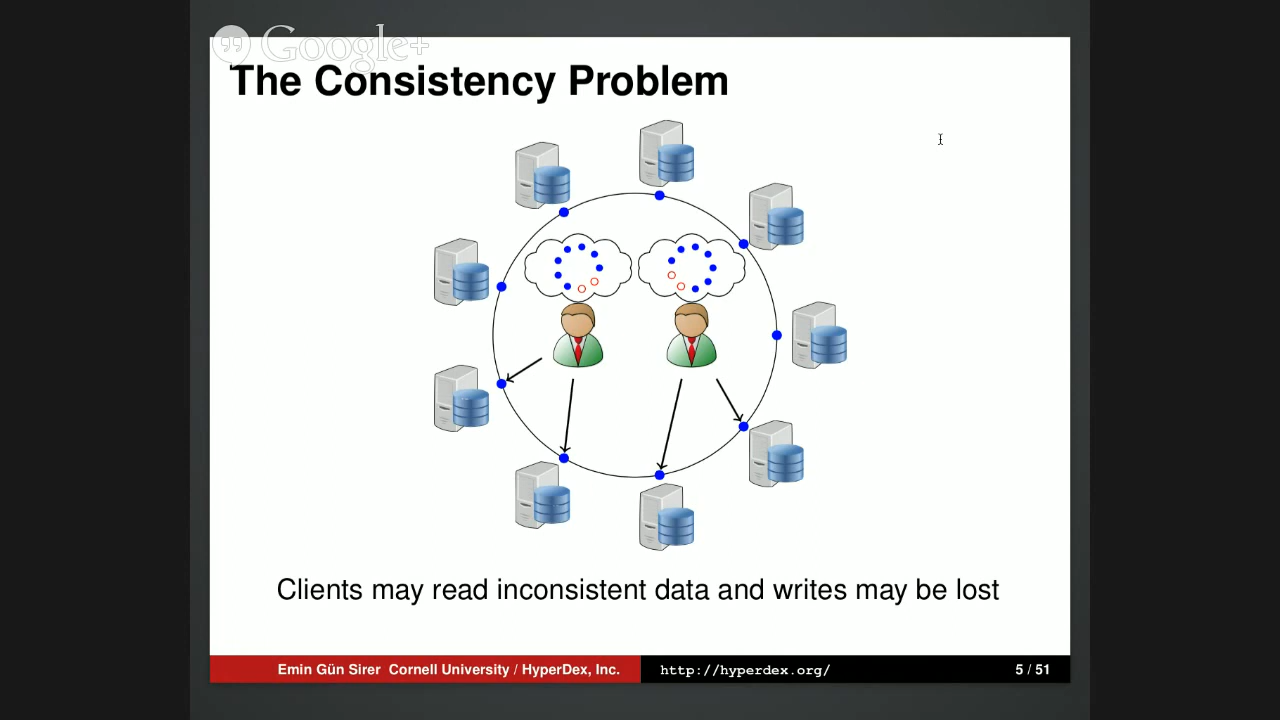 Google+
The Consistency Problem
Clients may read inconsistent data and writes may be lost
Emin Gün Sirer Cornell University / HyperDex, Inc. http://hyperdex.org/ 5 / 51